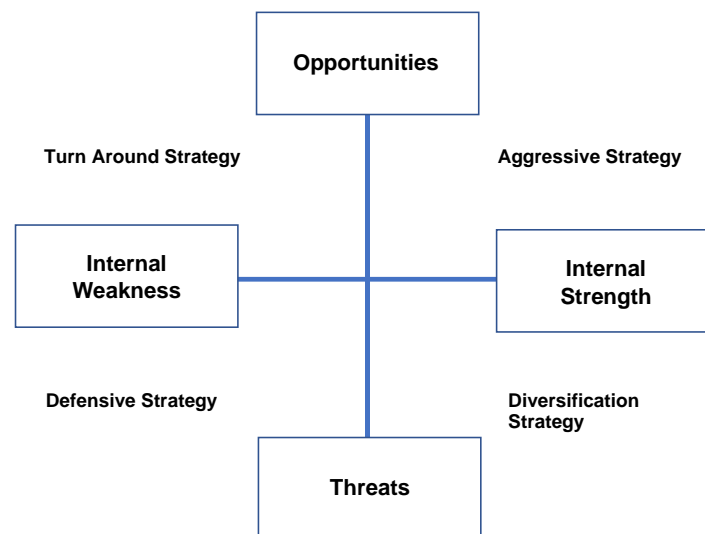 Opportunities
Turn Around Strategy
Aggressive Strategy
Internal
Weakness
Internal
Strength
Defensive Strategy
Diversification
Strategy
Threats